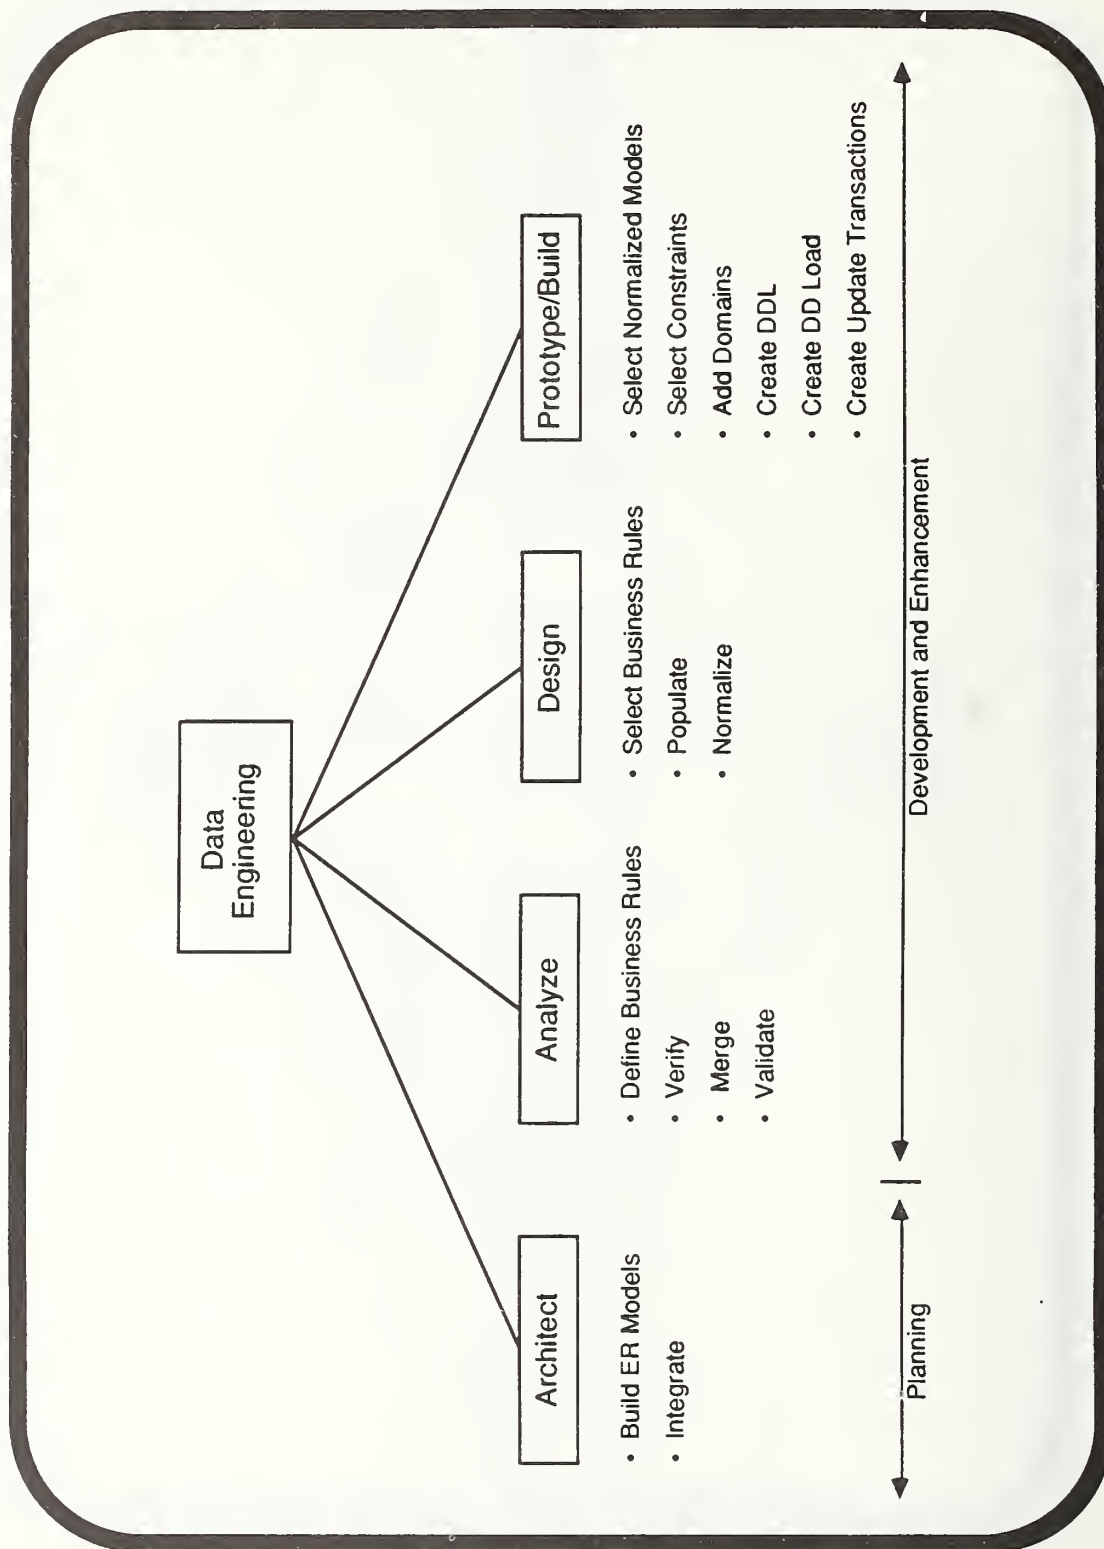 Data
Engineering
Architect
• Build ER Models
• Integrate
Analyze
• Define Business Rules
• Verify
• Merge
• Validate
Design
• Select Business Rules
• Populate
• Normalize
Prototype/Build
• Select Normalized Models
• Select Constraints
• Add Domains
• Create DDL
• Create DD Load
• Create Update Transactions
Planning
Development and Enhancement